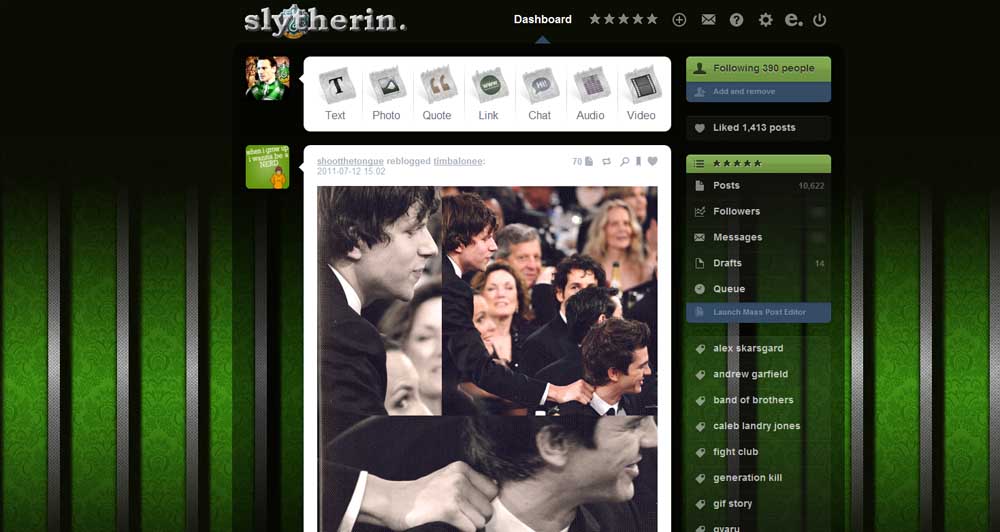 slytherin.
Dashboard ★★★★★
Text Photo Quote Link Chat Audio Video
T
WWW
Hi!
Following 390 people
Add and remove
Liked 1,413 posts
when i grow up
i wanna be a
NERD
shootthetongue reblogged timbalonee:
2011-07-12 15:02
70
★★★★★
Posts 10,622
Followers
Messages
Drafts 14
Queue
Launch Mass Post Editor
alex skarsgard
andrew garfield
band of brothers
caleb landry jones
fight club
generation kill
gif story
gyaru